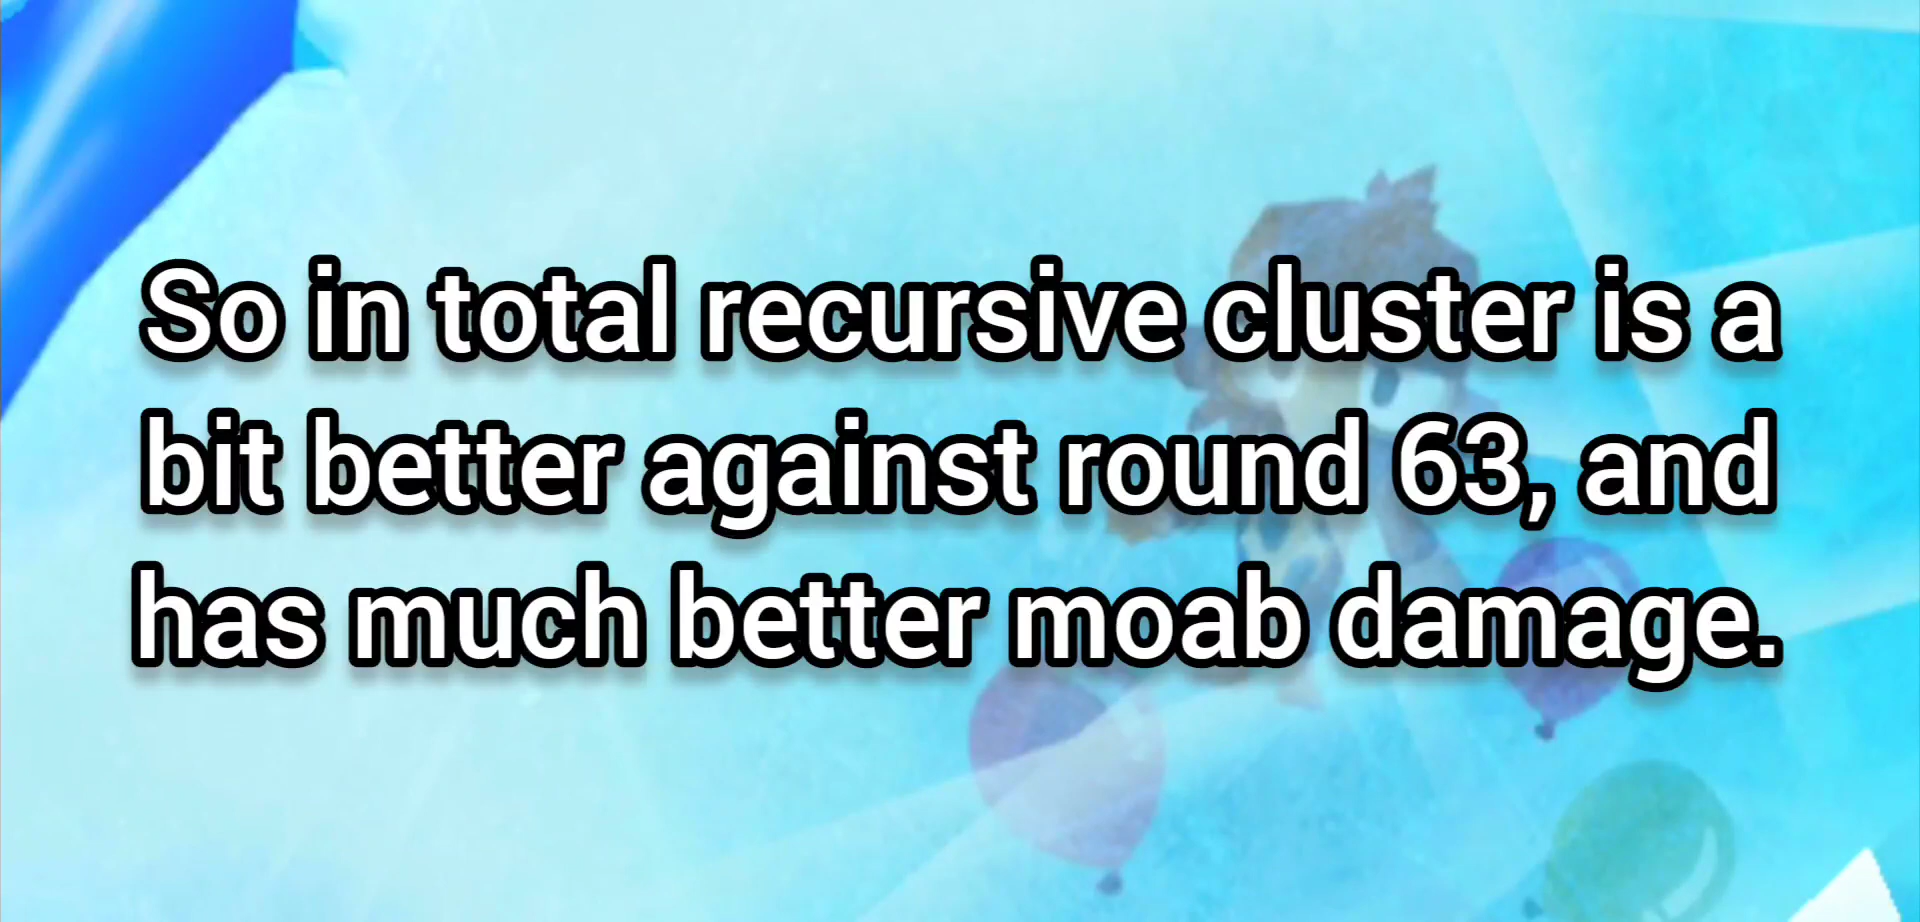 So in total recursive cluster is a
bit better against round 63, and
has much better moab damage.